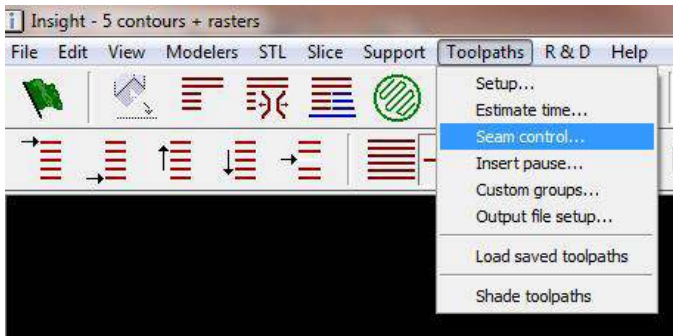 Insight - 5 contours + rasters
File Edit View Modelers STL Slice Support Toolpaths R & D Help
Setup...
Estimate time...
Seam control...
Insert pause...
Custom groups...
Output file setup...
Load saved toolpaths
Shade toolpaths